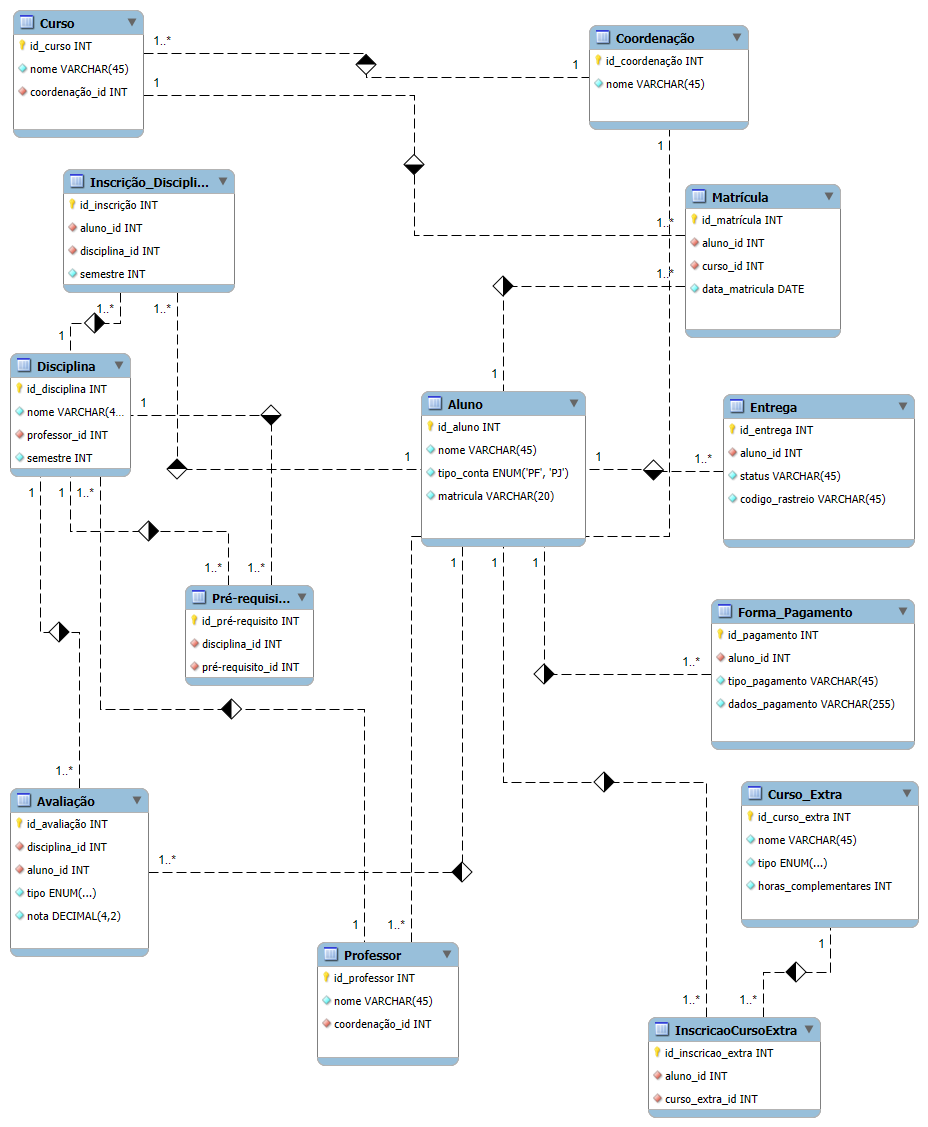 Curso
id_curso INT
nome VARCHAR(45)
coordenação_id INT
1..*
1
1
Coordenação
id_coordenação INT
nome VARCHAR(45)
1
Inscrição_Discipli...
id_inscrição INT
aluno_id INT
disciplina_id INT
semestre INT
1..*
1..*
1
Matrícula
id_matrícula INT
aluno_id INT
curso_id INT
data_matricula DATE
1..*
1..*
Disciplina
id_disciplina INT
nome VARCHAR(4...
professor_id INT
semestre INT
1
1
1
1..*
Aluno
id_aluno INT
nome VARCHAR(45)
tipo_conta ENUM('PF', 'PJ')
matricula VARCHAR(20)
1
1
1
1
1
1
Entrega
id_entrega INT
aluno_id INT
status VARCHAR(45)
codigo_rastreio VARCHAR(45)
1..*
1..*
1..*
Pré-requisi...
id_pré-requisito INT
disciplina_id INT
pré-requisito_id INT
Forma_Pagamento
id_pagamento INT
aluno_id INT
tipo_pagamento VARCHAR(45)
dados_pagamento VARCHAR(255)
1..*
1..*
Avaliação
id_avaliação INT
disciplina_id INT
aluno_id INT
tipo ENUM(...)
nota DECIMAL(4,2)
1..*
Curso_Extra
id_curso_extra INT
nome VARCHAR(45)
tipo ENUM(...)
horas_complementares INT
1
1
1..*
Professor
id_professor INT
nome VARCHAR(45)
coordenação_id INT
1..*
1..*
InscricaoCursoExtra
id_inscricao_extra INT
aluno_id INT
curso_extra_id INT